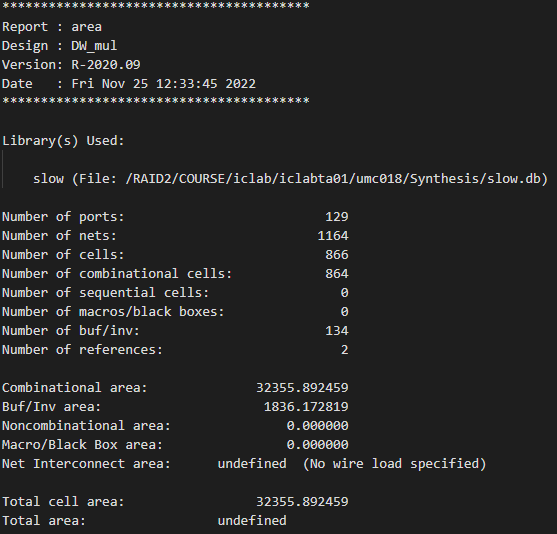 ****************************************
Report : area
Design : DW_mul
Version: R-2020.09
Date   : Fri Nov 25 12:33:45 2022
****************************************
Library(s) Used:
slow (File: /RAID2/COURSE/iclab/iclabta01/umc018/Synthesis/slow.db)
Number of ports: 129
Number of nets: 1164
Number of cells: 866
Number of combinational cells: 864
Number of sequential cells: 0
Number of macros/black boxes: 0
Number of buf/inv: 134
Number of references: 2
Combinational area: 32355.892459
Buf/Inv area: 1836.172819
Noncombinational area: 0.000000
Macro/Black Box area: 0.000000
Net Interconnect area: undefined (No wire load specified)
Total cell area: 32355.892459
Total area: undefined